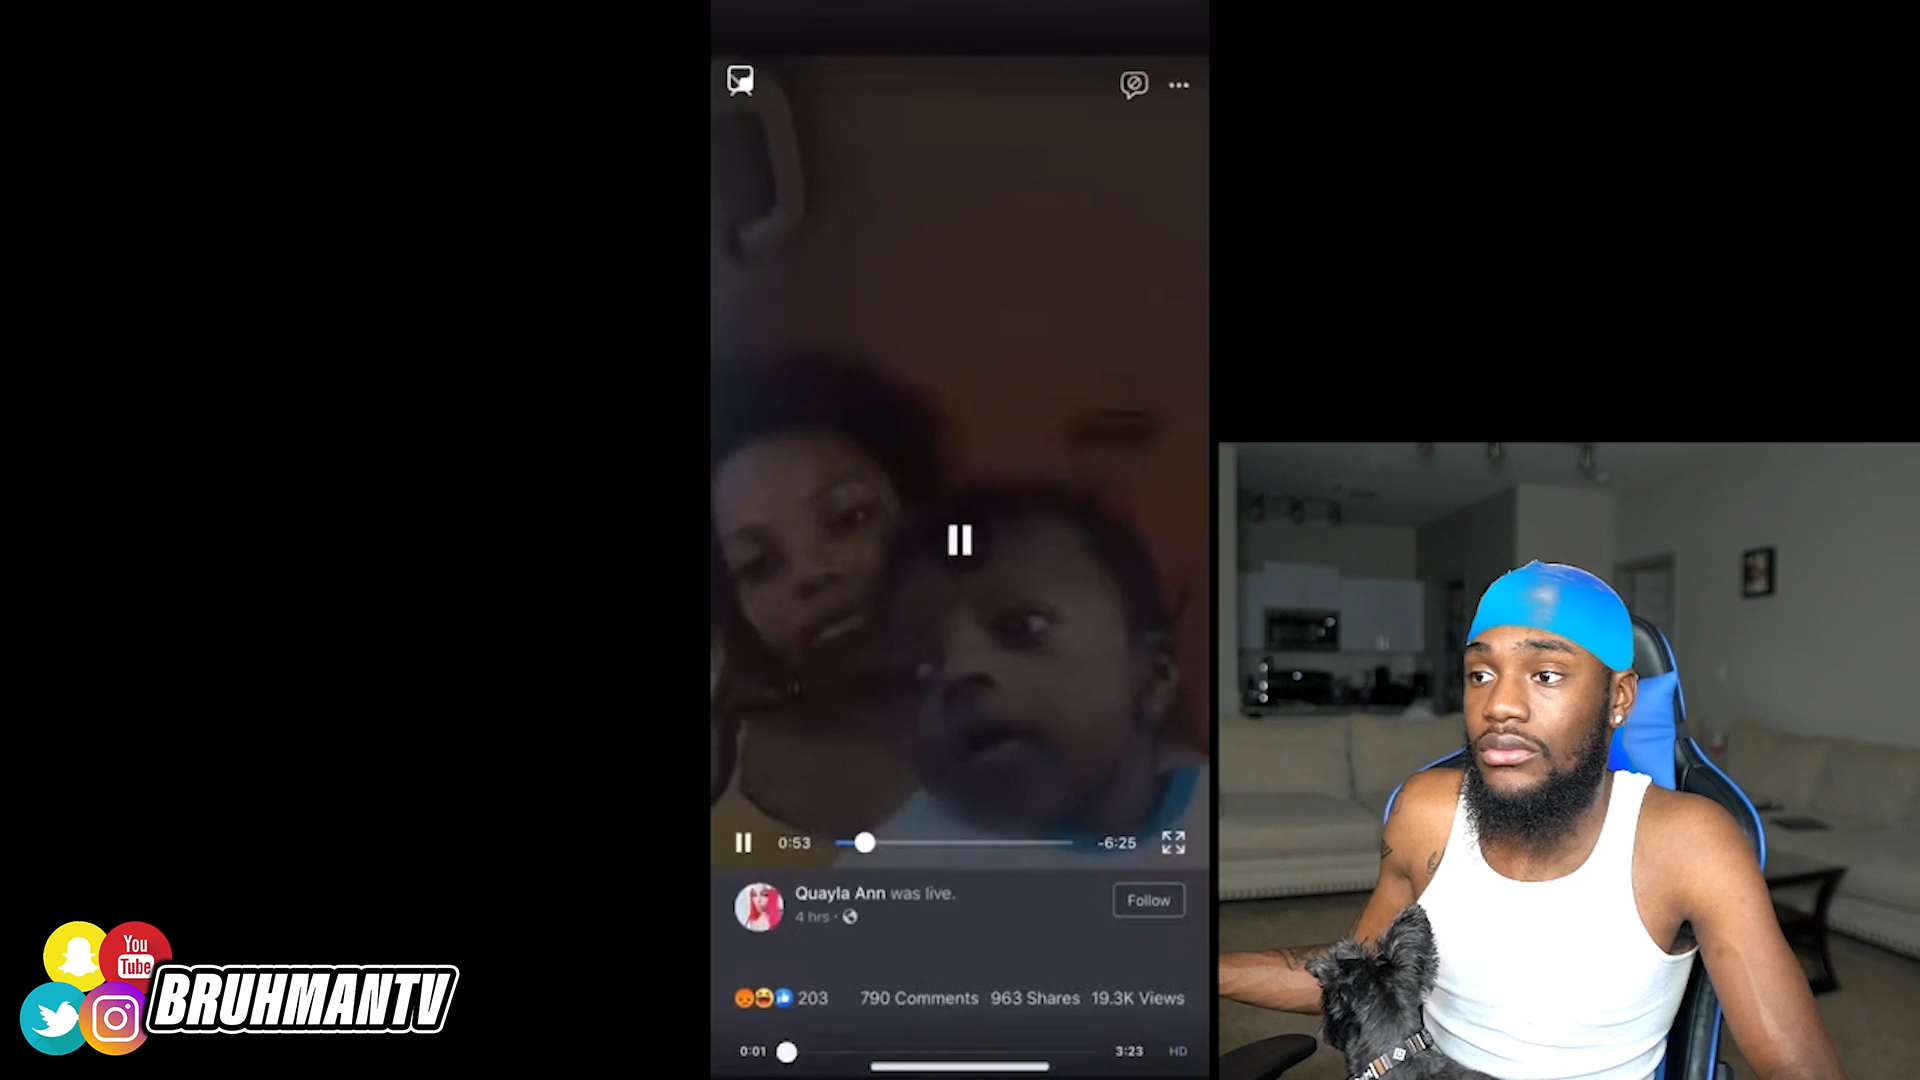 0:53
-6:25
Quayla Ann was live.
Follow
4 hrs
203
790 Comments 963 Shares 19.3K Views
0:01
3:23
HD
You
Tube
BRUHMANTV